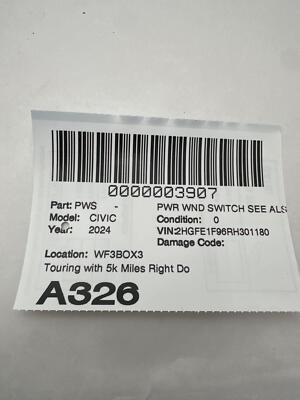 0000003907
Part: PWS - PWR WND SWITCH SEE ALS
Model: CIVIC Condition: 0
Year: 2024 VIN:2HGFE1F96RH301180
Damage Code:
Location: WF3BOX3
Touring with 5k Miles Right Do
A326